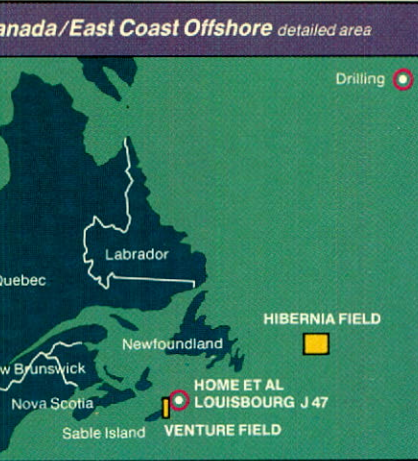 anada/East Coast Offshore detailed area
Drilling
Labrador
Quebec
HIBERNIA FIELD
Newfoundland
w Brunswick
HOME ET AL
LOUISBOURG J 47
Nova Scotia
Sable Island
VENTURE FIELD